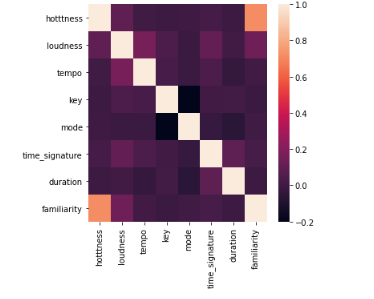 hotttness
loudness
tempo
key
mode
time_signature
duration
familiarity
hotttness
loudness
tempo
key
mode
time_signature
duration
familiarity
1.0
0.8
0.6
0.4
0.2
0.0
−0.2